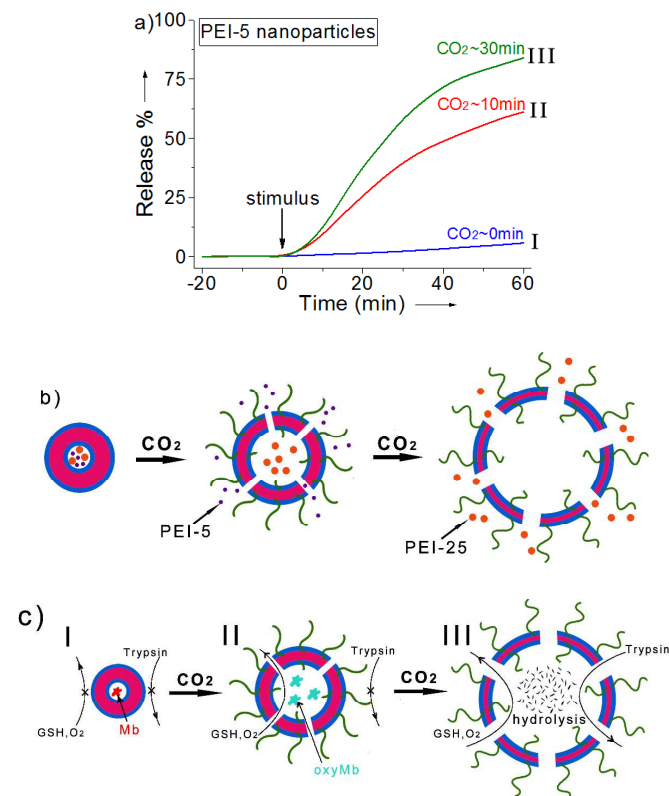 a)
PEI-5 nanoparticles
100
75
50
25
0
Release %
CO2~30min III
CO2~10min II
stimulus
CO2~0min I
-20 0 20 40 60
Time (min)
b)
CO2
CO2
PEI-5
PEI-25
c)
I
II
III
Trypsin
Trypsin
Trypsin
CO2
CO2
GSH,O2
Mb
GSH,O2
oxyMb
GSH,O2
hydrolysis